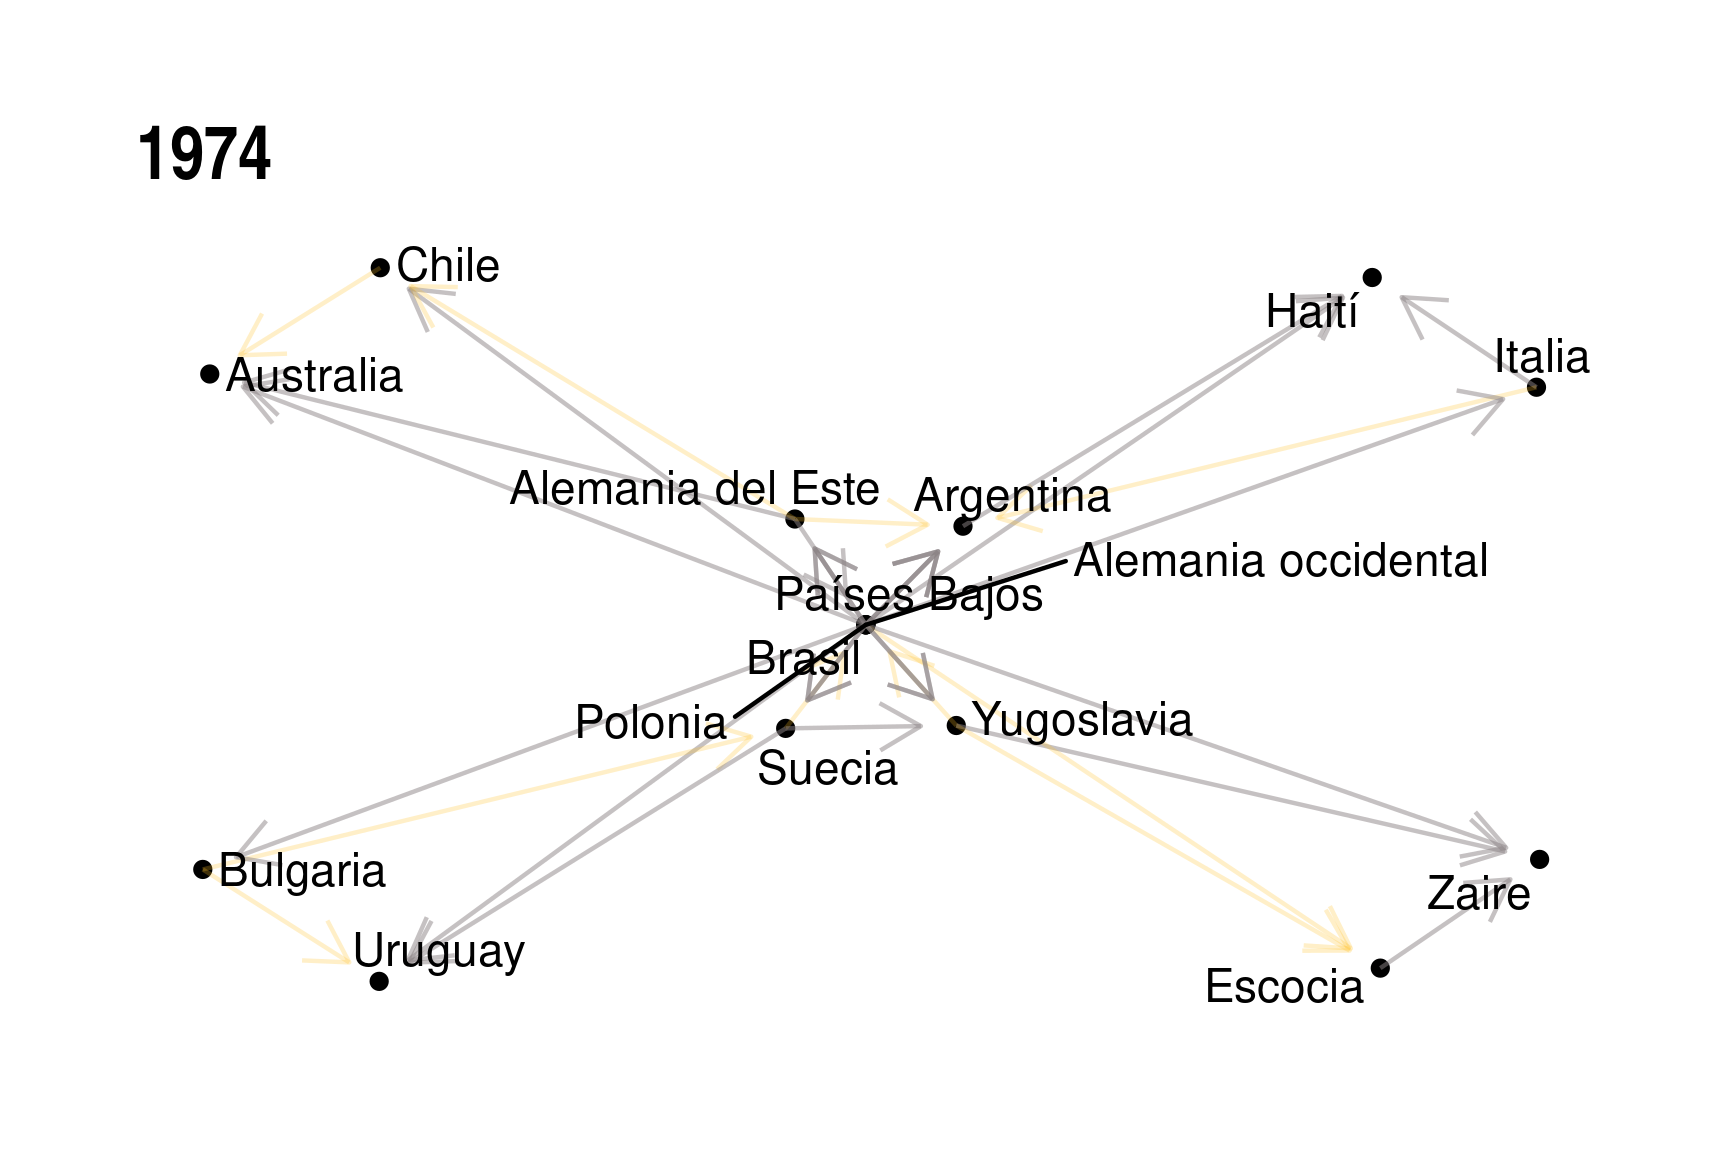 1974
Chile
Haití
Italia
Australia
Alemania del Este
Argentina
Alemania occidental
Países Bajos
Brasil
Polonia
Yugoslavia
Suecia
Bulgaria
Zaire
Uruguay
Escocia